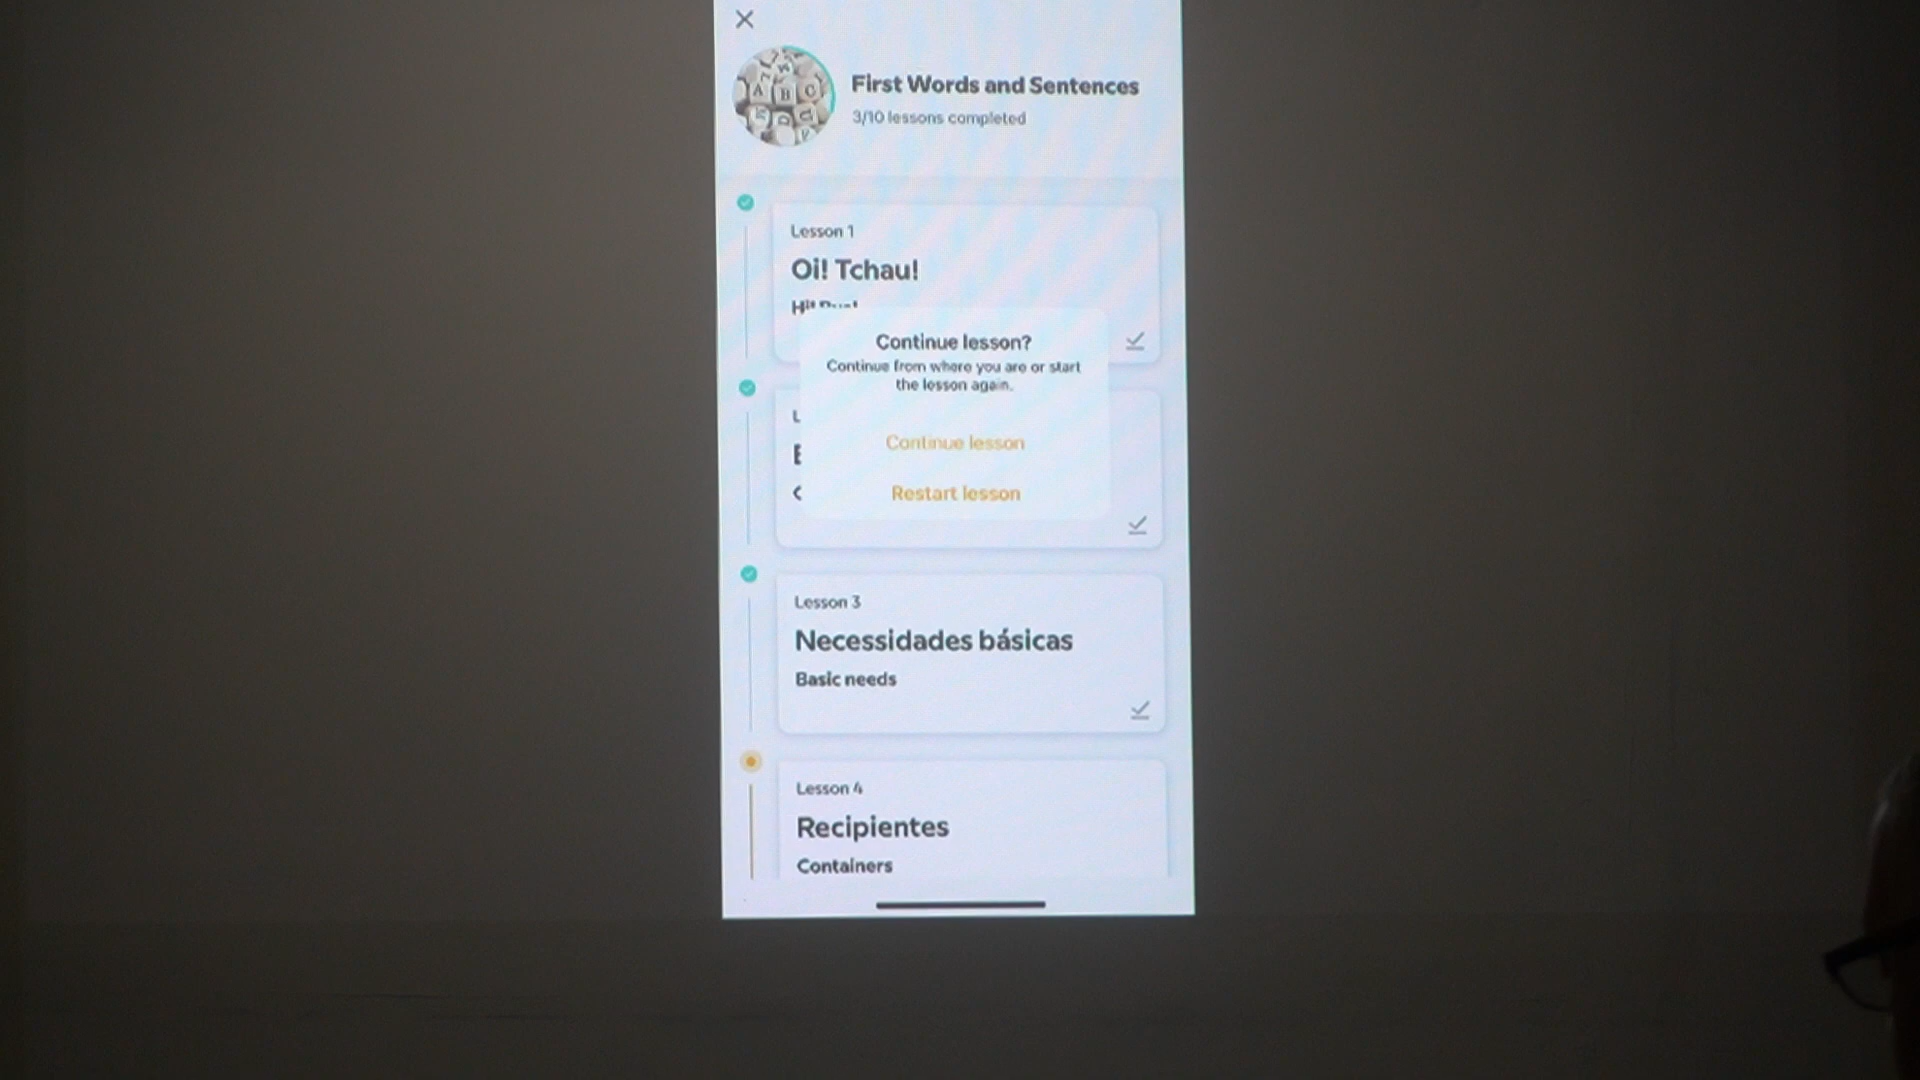 First Words and Sentences
3/10 lessons completed
Lesson 1
Oi! Tchau!
Continue lesson?
Continue from where you are or start
the lesson again.
Continue lesson
Restart lesson
Lesson 3
Necessidades básicas
Basic needs
Lesson 4
Recipientes
Containers